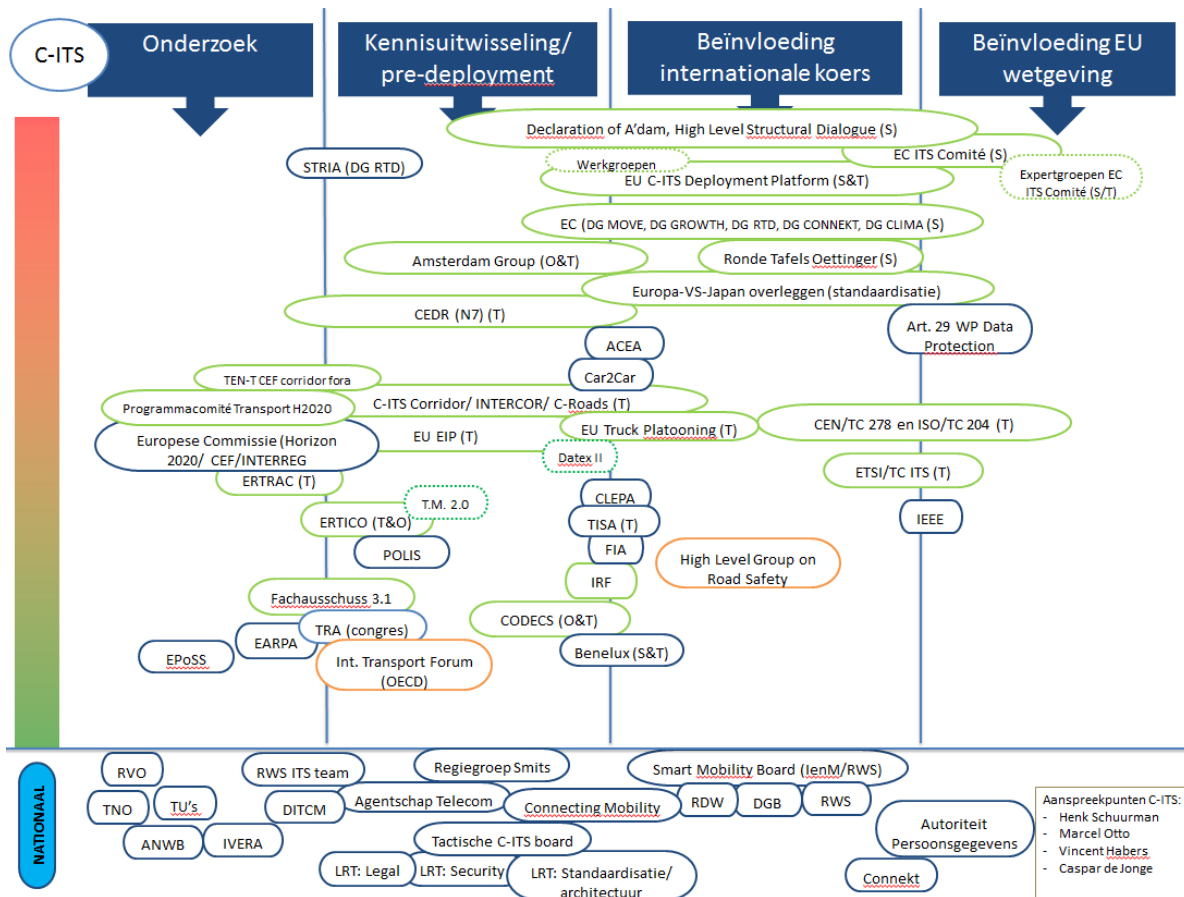 C-ITS
Onderzoek
Kennisuitwisseling/
pre-deployment
Beïnvloeding
internationale koers
Beïnvloeding EU
wetgeving
Declaration of A'dam, High Level Structural Dialogue (S)
Werkgroepen
EC ITS Comité (S)
STRIA (DG RTD)
EU C-ITS Deployment Platform (S&T)
Expertgroepen EC
ITS Comité (S/T)
EC (DG MOVE, DG GROWTH, DG RTD, DG CONNEKT, DG CLIMA (S)
Amsterdam Group (O&T)
Ronde Tafels Oettinger (S)
Europa-VS-Japan overleggen (standaardisatie)
CEDR (N7) (T)
Art. 29 WP Data
Protection
ACEA
Car2Car
TEN-T CEF corridor fora
C-ITS Corridor/ INTERCOR/ C-Roads (T)
Programmacomité Transport H2020
EU Truck Platooning (T)
CEN/TC 278 en ISO/TC 204 (T)
Europese Commissie (Horizon
2020/ CEF/INTERREG
EU EIP (T)
Datex II
ETSI/TC ITS (T)
ERTRAC (T)
T.M. 2.0
CLEPA
ERTICO (T&O)
TISA (T)
IEEE
POLIS
FIA
High Level Group on
Road Safety
IRF
Fachausschuss 3.1
CODECS (O&T)
TRA (congres)
EARPA
EPoSS
Int. Transport Forum
(OECD)
Benelux (S&T)
NATIONAAL
RVO
RWS ITS team
Regiegroep Smits
Smart Mobility Board (IenM/RWS)
TNO
TU's
DITCM
Agentschap Telecom
Connecting Mobility
RDW
DGB
RWS
ANWB
IVERA
Tactische C-ITS board
Autoriteit
Persoonsgegevens
LRT: Legal
LRT: Security
LRT: Standaardisatie/
architectuur
Connekt
Aanspreekpunten C-ITS:
- Henk Schuurman
- Marcel Otto
- Vincent Habers
- Caspar de Jonge